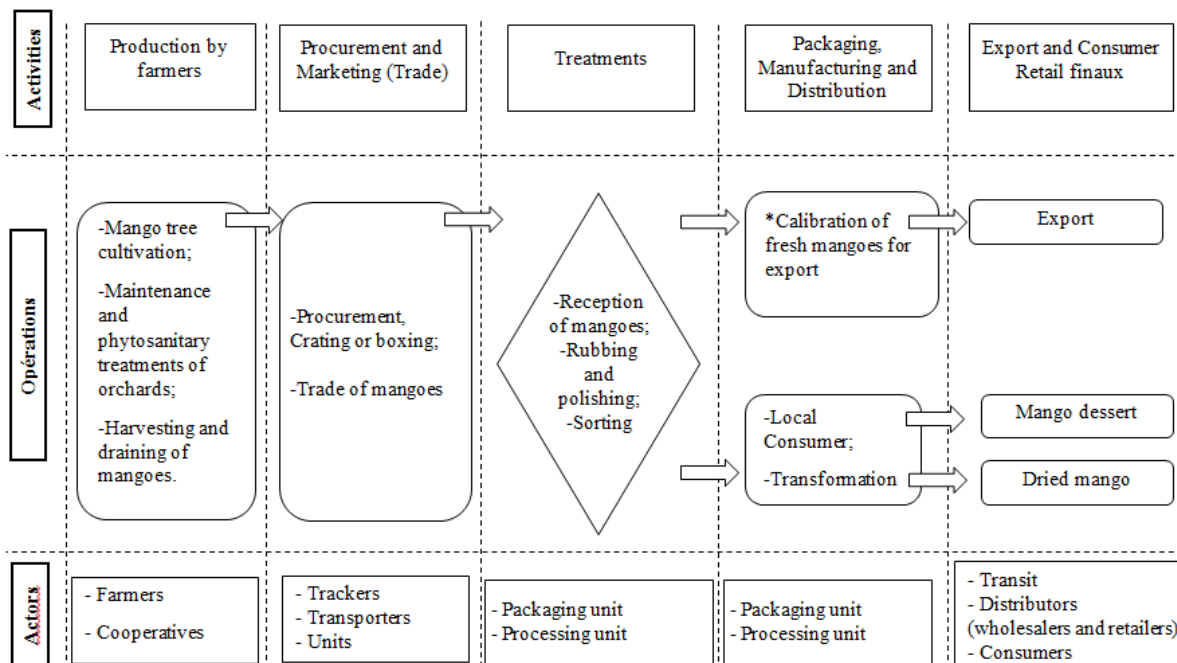 Activities
Production by
farmers
Procurement and
Marketing (Trade)
Treatments
Packaging,
Manufacturing and
Distribution
Export and Consumer
Retail finaux
Opérations
-Mango tree
cultivation;
-Maintenance
and
phytosanitary
treatments of
orchards;
-Harvesting and
draining of
mangoes.
-Procurement,
Crating or boxing;
-Trade of mangoes
-Reception
of mangoes;
-Rubbing
and
polishing;
-Sorting
*Calibration of
fresh mangoes for
export
Export
-Local
Consumer;
-Transformation
Mango dessert
Dried mango
Actors
- Farmers
- Cooperatives
- Trackers
- Transporters
- Units
- Packaging unit
- Processing unit
- Packaging unit
- Processing unit
- Transit
- Distributors
(wholesalers and retailers)
- Consumers